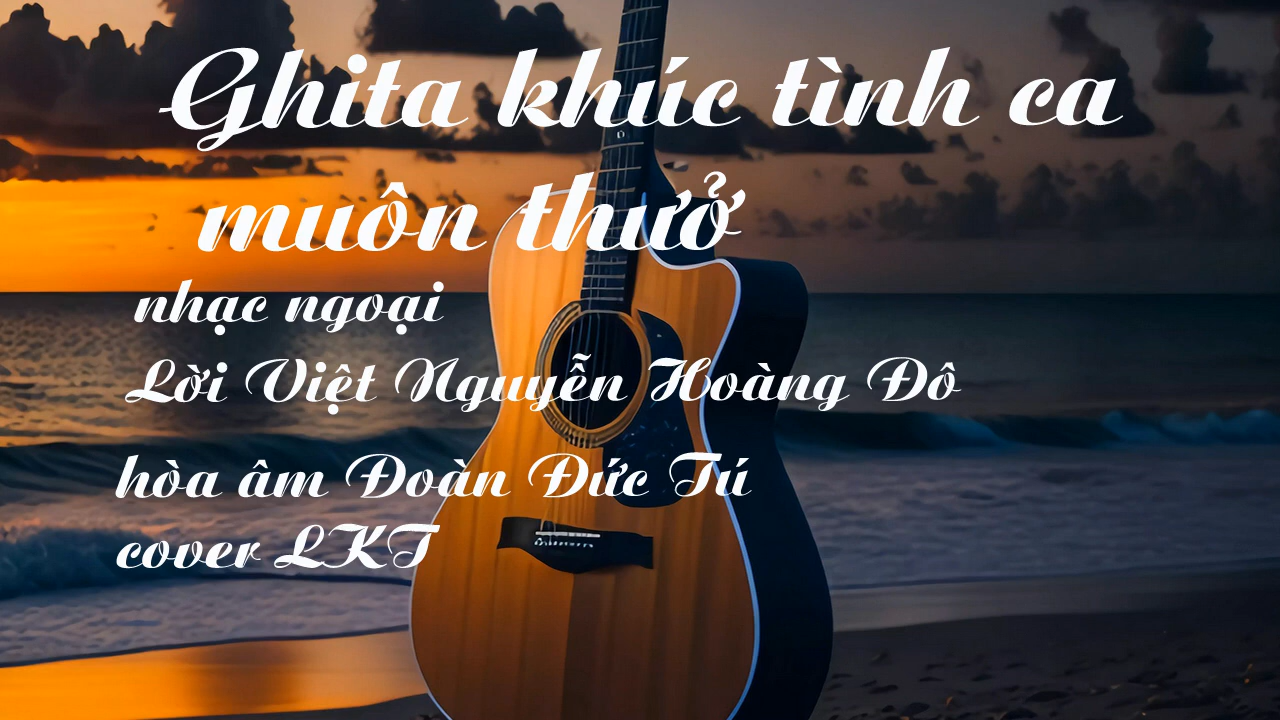 Ghita khúc tình ca
muôn thưở
nhạc ngoại
Lời Việt Nguyễn Hoàng Đô
hòa âm Đoàn Đức Tú
cover LKT